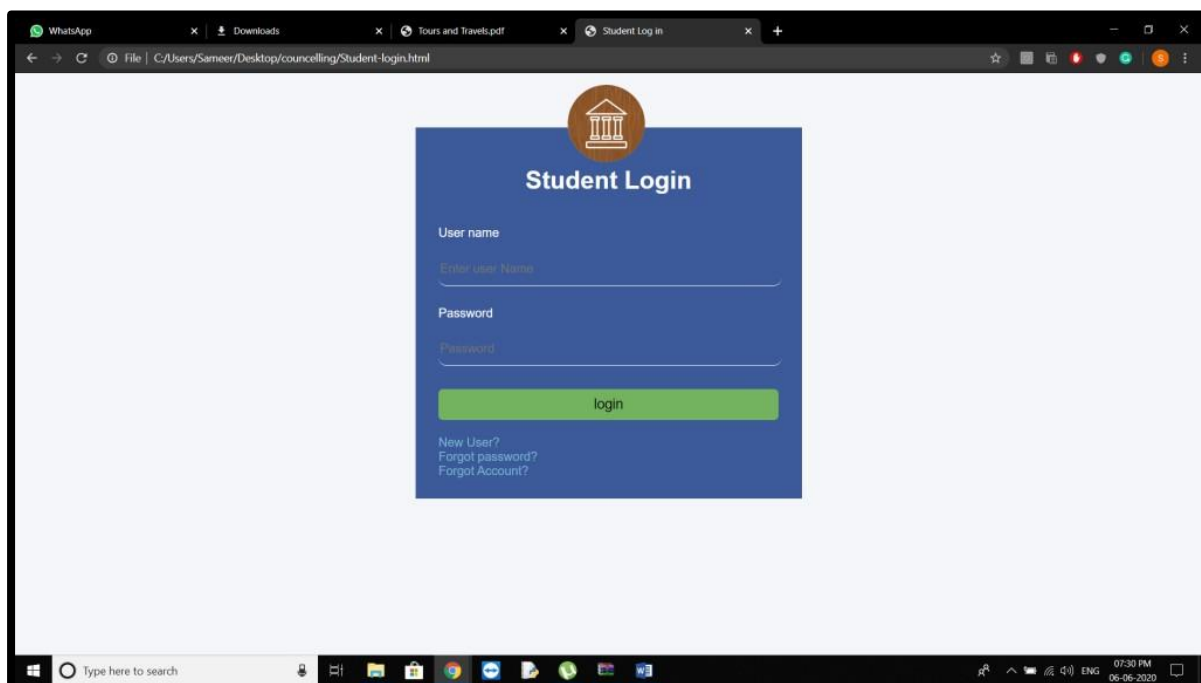 WhatsApp
Downloads
Tours and Travels.pdf
Student Log in
File | C:/Users/Sameer/Desktop/councelling/Student-login.html
S
Student Login
User name
Enter user Name
Password
Password
login
New User?
Forgot password?
Forgot Account?
Type here to search
ENG
07:30 PM
06-06-2020